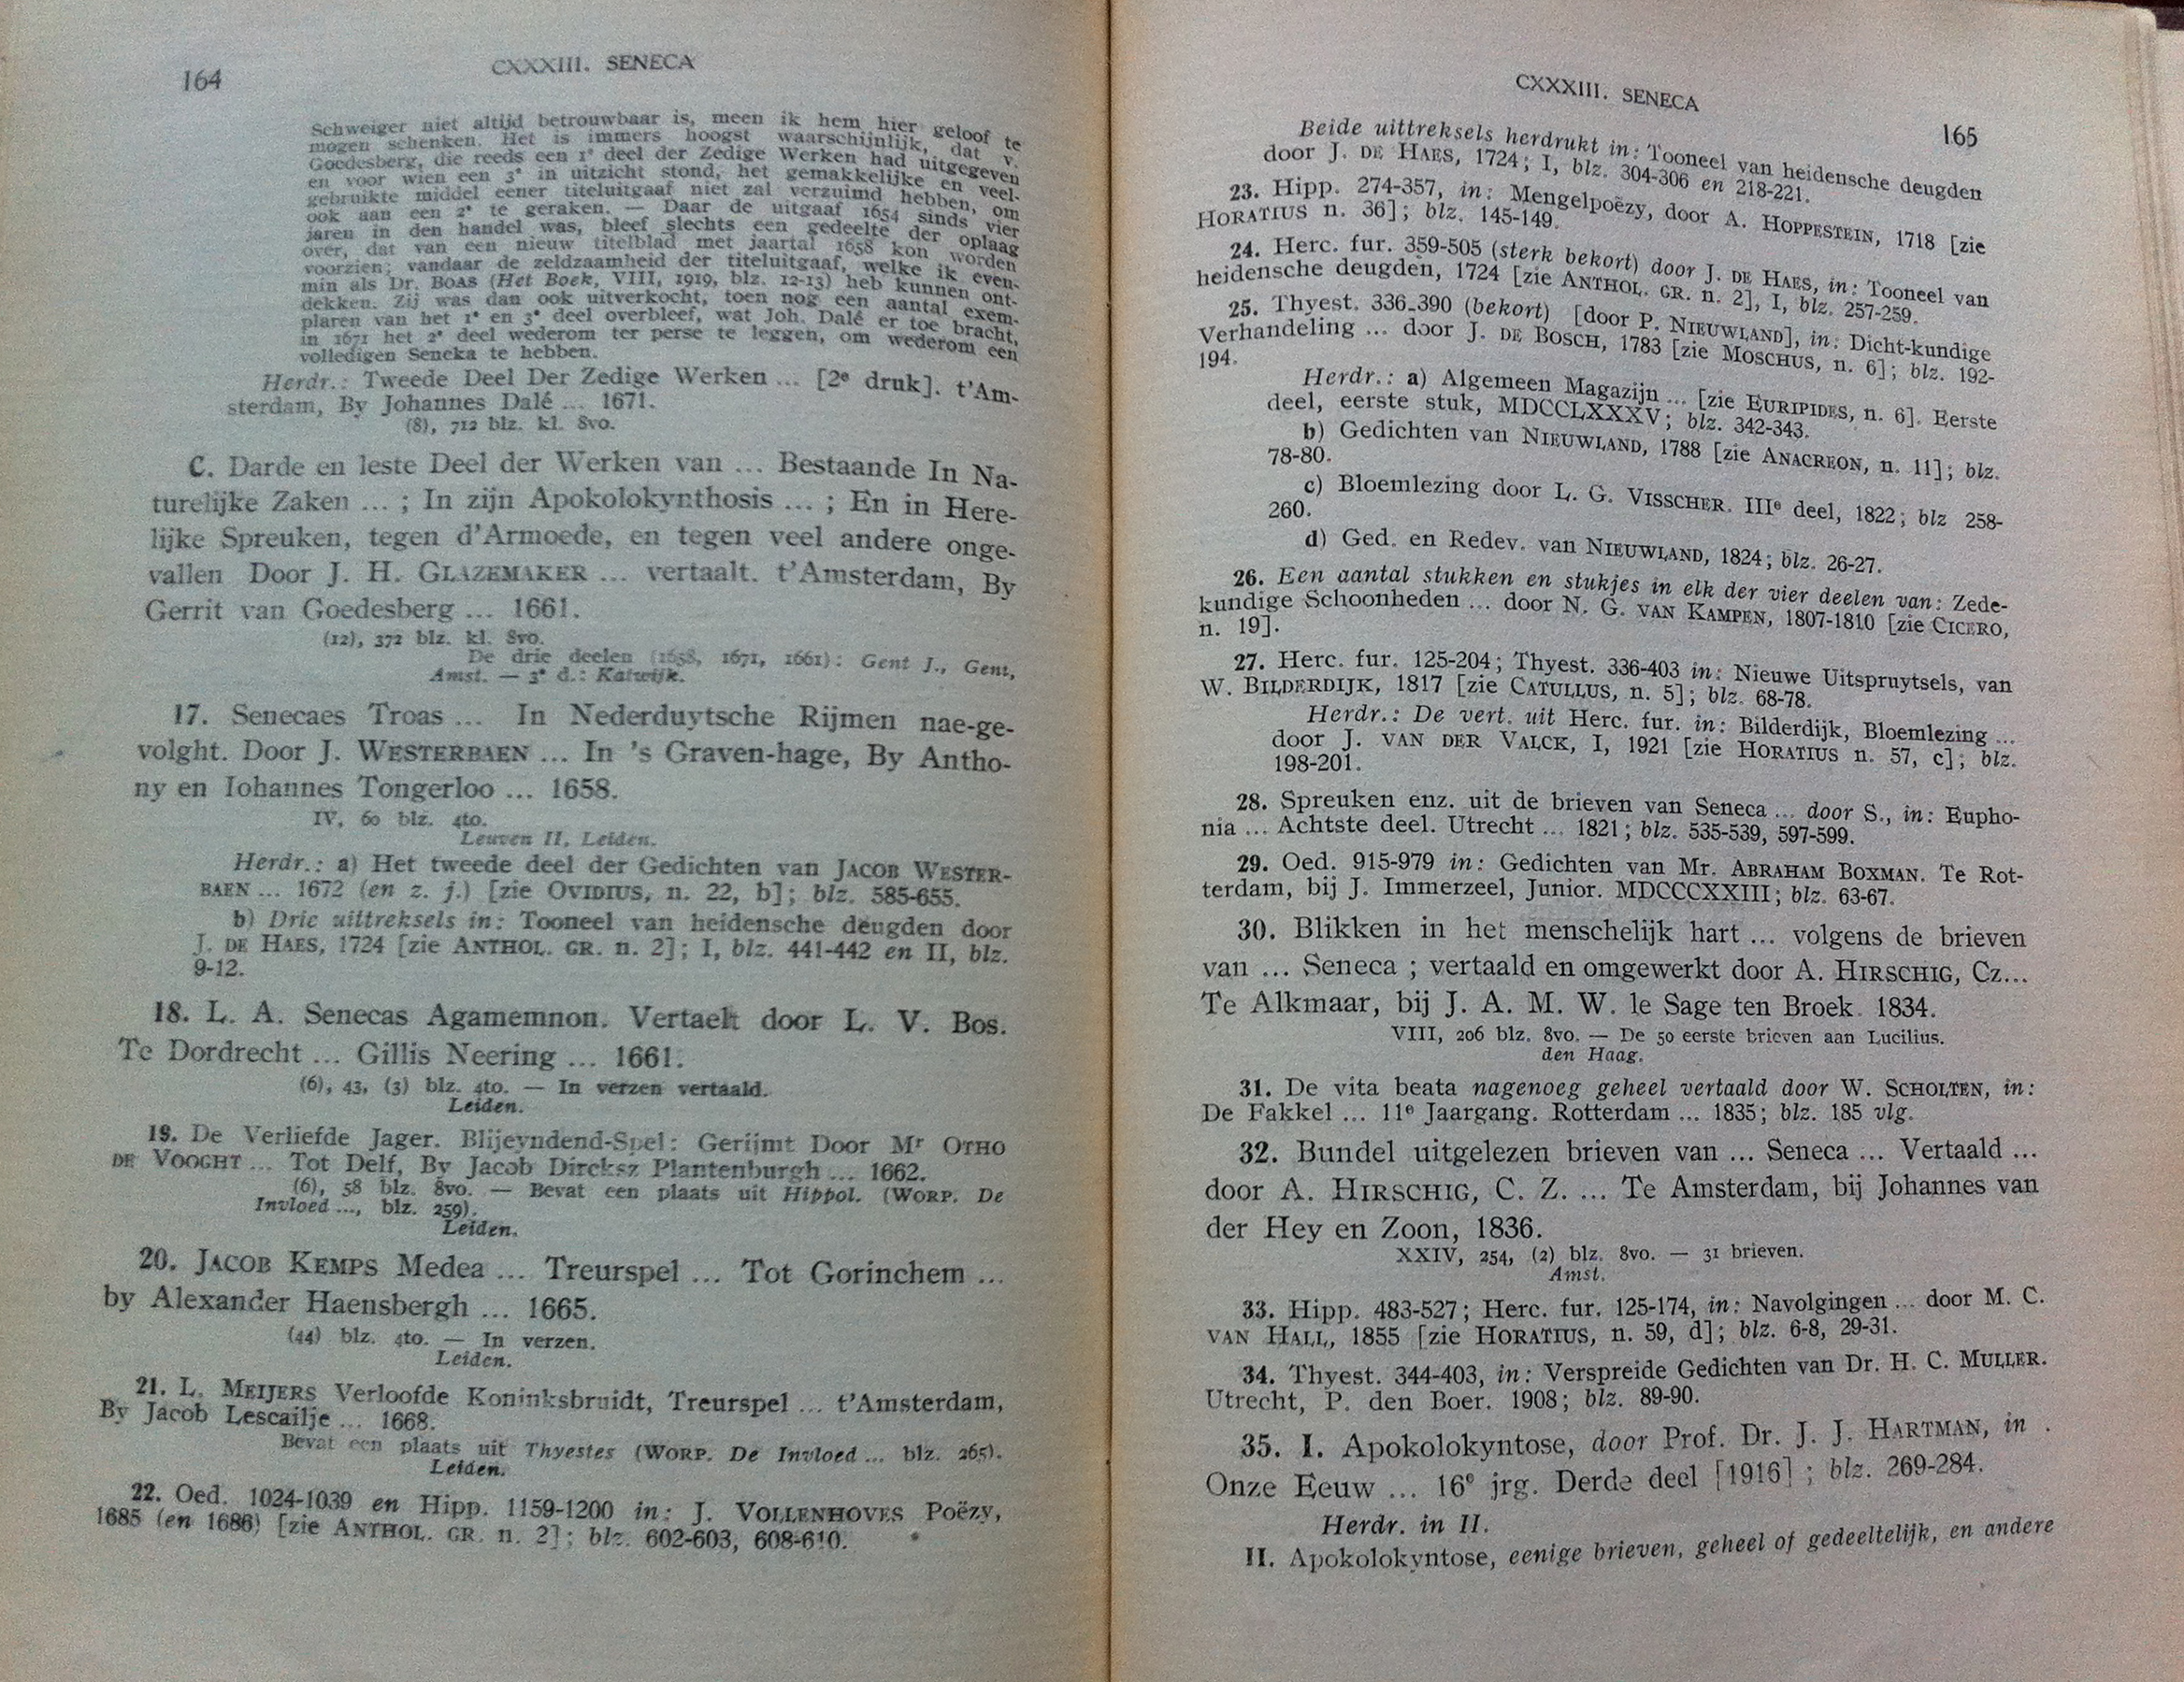 164
CXXXIII. SENECA
Schweiger niet altijd betrouwbaar is, meen ik hem hier geloof te
mogen schenken. Het is immers hoogst waarschijnlijk, dat v.
Goedesberg, die reeds een 1e deel der Zedige Werken had uitgegeven
en voor wien een 3e in uitzicht stond, het gemakkelijke en veel-
gebruikte middel eener titeluitgaaf niet zal verzuimd hebben, om
ook aan een 2e te geraken. — Daar de uitgaaf 1654 sinds vier
jaren in den handel was, bleef slechts een gedeelte der oplaag
over, dat van een nieuw titelblad met jaartal 1658 kon worden
voorzien; vandaar de zeldzaamheid der titeluitgaaf, welke ik even-
min als Dr. BOAS (Het Boek, VIII, 1919, blz. 12-13) heb kunnen ont-
dekken. Zij was dan ook uitverkocht, toen nog een aantal exem-
plaren van het 1e en 3e deel overbleef, wat Joh. Dalé er toe bracht,
in 1671 het 2e deel wederom ter perse te leggen, om wederom een
volledigen Seneka te hebben.
Herdr.: Tweede Deel Der Zedige Werken ... [2e druk]. t'Am-
sterdam, By Johannes Dalé ... 1671.
(8), 712 blz. kl. 8vo.
C. Darde en leste Deel der Werken van ... Bestaande In Na-
turelijke Zaken ... ; In zijn Apokolokynthosis ... ; En in Here-
lijke Spreuken, tegen d'Armoede, en tegen veel andere onge-
vallen Door J. H. GLAZEMAKER ... vertaalt. t'Amsterdam, By
Gerrit van Goedesberg ... 1661.
(12), 372 blz. kl. 8vo.
De drie deelen (1658, 1671, 1661): Gent J., Gent,
Amst. — 3e d.: Katwijk.
17. Senecaes Troas ... In Nederduytsche Rijmen nae-ge-
volght. Door J. WESTERBAEN ... In 's Graven-hage, By Antho-
ny en Iohannes Tongerloo ... 1658.
IV, 60 blz. 4to.
Leuven II, Leiden.
Herdr.: a) Het tweede deel der Gedichten van JACOB WESTER-
BAEN ... 1672 (en z. j.) [zie OVIDIUS, n. 22, b]; blz. 585-655.
b) Drie uittreksels in: Tooneel van heidensche deugden door
J. DE HAES, 1724 [zie ANTHOL. GR. n. 2]; I, blz. 441-442 en II, blz.
9-12.
18. L. A. Senecas Agamemnon. Vertaelt door L. V. Bos.
Te Dordrecht ... Gillis Neering ... 1661.
(6), 43, (3) blz. 4to. — In verzen vertaald.
Leiden.
19. De Verliefde Jager. Blijeyndend-Spel: Gerijmt Door Mr OTHO
DE VOOGHT ... Tot Delf, By Jacob Dircksz Plantenburgh ... 1662.
(6), 58 blz. 8vo. — Bevat een plaats uit Hippol. (WORP. De
Invloed ..., blz. 259).
Leiden.
20. JACOB KEMPS Medea ... Treurspel ... Tot Gorinchem ...
by Alexander Haensbergh ... 1665.
(44) blz. 4to. — In verzen.
Leiden.
21. L. MEIJERS Verloofde Koninksbruidt, Treurspel ... t'Amsterdam,
By Jacob Lescailje ... 1668.
Bevat een plaats uit Thyestes (WORP. De Invloed ... blz. 265).
Leiden.
22. Oed. 1024-1039 en Hipp. 1159-1200 in: J. VOLLENHOVES Poëzy,
1685 (en 1686) [zie ANTHOL. GR. n. 2]; blz. 602-603, 608-610.
CXXXIII. SENECA
165
Beide uittreksels herdrukt in: Tooneel van heidensche deugden
door J. DE HAES, 1724; I, blz. 304-306 en 218-221.
23. Hipp. 274-357, in: Mengelpoëzy, door A. HOPPESTEIN, 1718 [zie
HORATIUS n. 36]; blz. 145-149.
24. Herc. fur. 359-505 (sterk bekort) door J. DE HAES, in: Tooneel van
heidensche deugden, 1724 [zie ANTHOL. GR. n. 2], I, blz. 257-259.
25. Thyest. 336-390 (bekort) [door P. NIEUWLAND], in: Dicht-kundige
Verhandeling ... door J. DE BOSCH, 1783 [zie MOSCHUS, n. 6]; blz. 192-
194.
Herdr.: a) Algemeen Magazijn ... [zie EURIPIDES, n. 6]. Eerste
deel, eerste stuk, MDCCLXXXV; blz. 342-343.
b) Gedichten van NIEUWLAND, 1788 [zie ANACREON, n. 11]; blz.
78-80.
c) Bloemlezing door L. G. VISSCHER. IIIe deel, 1822; blz 258-
260.
d) Ged. en Redev. van NIEUWLAND, 1824; blz. 26-27.
26. Een aantal stukken en stukjes in elk der vier deelen van: Zede-
kundige Schoonheden ... door N. G. VAN KAMPEN, 1807-1810 [zie CICERO,
n. 19].
27. Herc. fur. 125-204; Thyest. 336-403 in: Nieuwe Uitspruytsels, van
W. BILDERDIJK, 1817 [zie CATULLUS, n. 5]; blz. 68-78.
Herdr.: De vert. uit Herc. fur. in: Bilderdijk, Bloemlezing ...
door J. VAN DER VALCK, I, 1921 [zie HORATIUS n. 57, c]; blz.
198-201.
28. Spreuken enz. uit de brieven van Seneca ... door S., in: Eupho-
nia ... Achtste deel. Utrecht ... 1821; blz. 535-539, 597-599.
29. Oed. 915-979 in: Gedichten van Mr. ABRAHAM BOXMAN. Te Rot-
terdam, bij J. Immerzeel, Junior. MDCCCXXIII; blz. 63-67.
30. Blikken in het menschelijk hart ... volgens de brieven
van ... Seneca ; vertaald en omgewerkt door A. HIRSCHIG, Cz...
Te Alkmaar, bij J. A. M. W. le Sage ten Broek. 1834.
VIII, 206 blz. 8vo. — De 50 eerste brieven aan Lucilius.
den Haag.
31. De vita beata nagenoeg geheel vertaald door W. SCHOLTEN, in:
De Fakkel ... 11e Jaargang. Rotterdam ... 1835; blz. 185 vlg.
32. Bundel uitgelezen brieven van ... Seneca ... Vertaald ...
door A. HIRSCHIG, C. Z. ... Te Amsterdam, bij Johannes van
der Hey en Zoon, 1836.
XXIV, 254, (2) blz. 8vo. — 31 brieven.
Amst.
33. Hipp. 483-527; Herc. fur. 125-174, in: Navolgingen ... door M. C.
VAN HALL, 1855 [zie HORATIUS, n. 59, d]; blz. 6-8, 29-31.
34. Thyest. 344-403, in: Verspreide Gedichten van Dr. H. C. MULLER.
Utrecht, P. den Boer. 1908; blz. 89-90.
35. I. Apokolokyntose, door Prof. Dr. J. J. HARTMAN, in .
Onze Eeuw ... 16e jrg. Derde deel [1916] ; blz. 269-284.
Herdr. in II.
II. Apokolokyntose, eenige brieven, geheel of gedeeltelijk, en andere